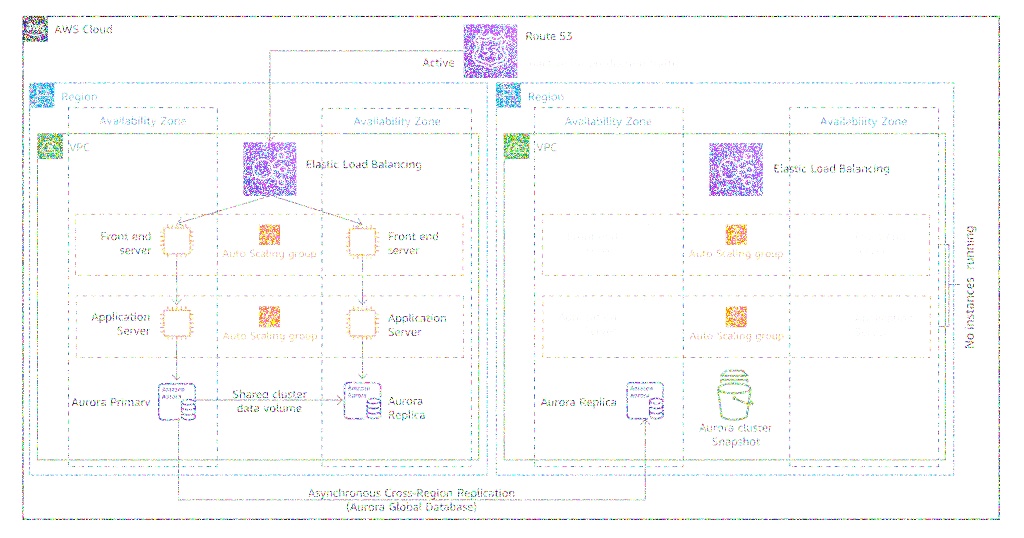 AWS Cloud
Route 53
Active
Region
Availability Zone
Availability Zone
VPC
Elastic Load Balancing
Front end
server
Auto Scaling group
Front end
server
Application
Server
Auto Scaling group
Application
Server
Aurora Primary
Amazon
Aurora
Shared cluster
data volume
Amazon
Aurora
Aurora
Replica
Region
Availability Zone
Availability Zone
VPC
Elastic Load Balancing
Auto Scaling group
Auto Scaling group
No instances running
Aurora Replica
Amazon
Aurora
Aurora cluster
Snapshot
Asynchronous Cross-Region Replication
(Aurora Global Database)